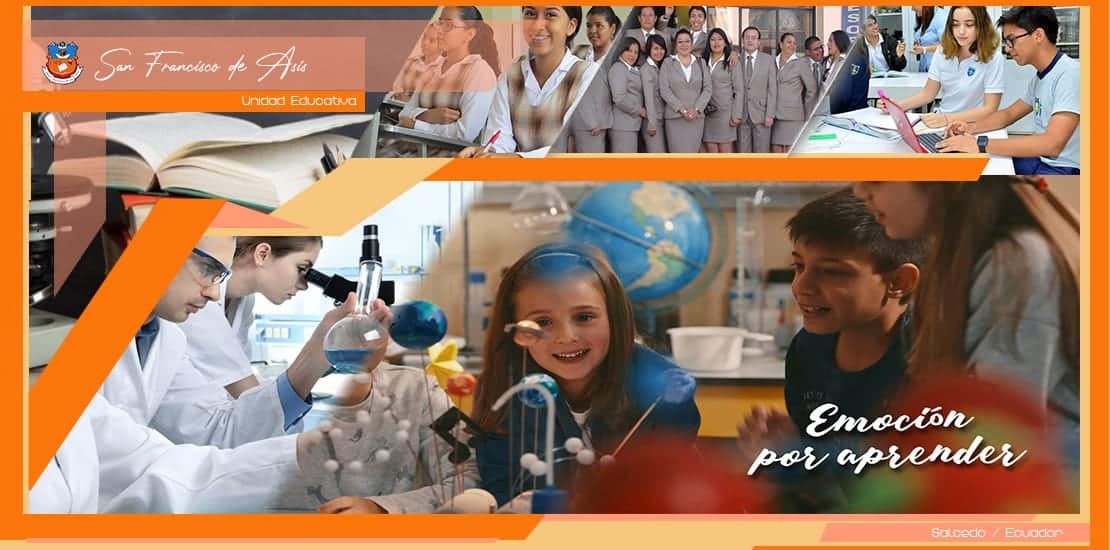 San Francisco de Asís
Unidad Educativa
Emoción
por aprender
Salcedo / Ecuador